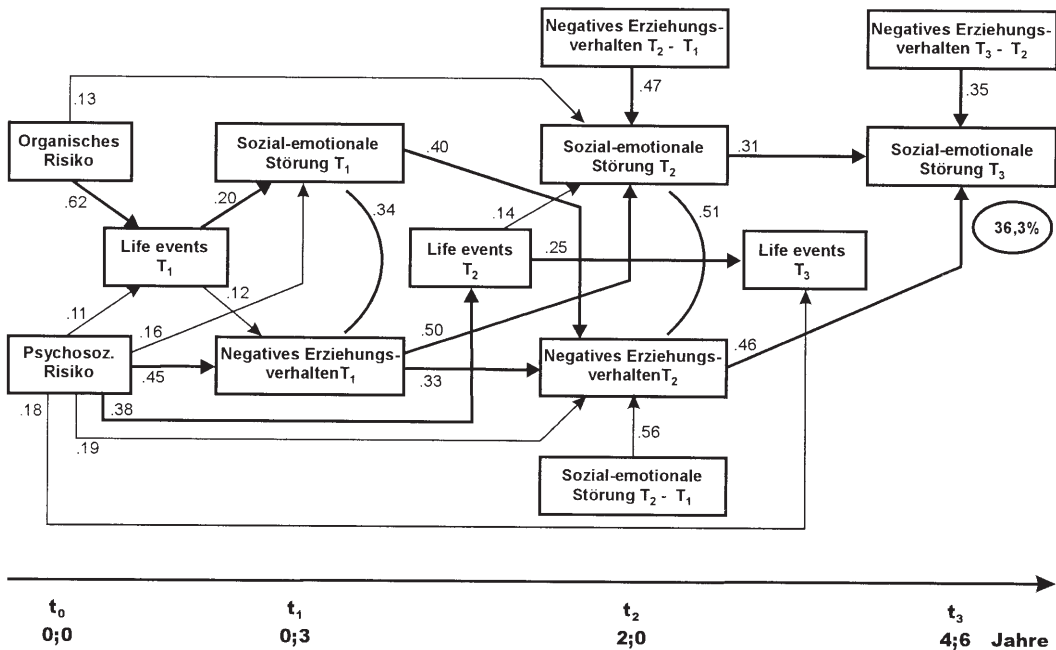 Negatives Erziehungs-
verhalten T₂ - T₁
Negatives Erziehungs-
verhalten T₃ - T₂
.13
.47
.35
Organisches
Risiko
Sozial-emotionale
Störung T₁
.40
Sozial-emotionale
Störung T₂
.31
Sozial-emotionale
Störung T₃
.62
.20
.34
.14
.51
36,3%
Life events
T₁
Life events
T₂
.25
Life events
T₃
.11
.16
.12
.50
Psychosoz.
Risiko
.45
Negatives Erziehungs-
verhaltenT₁
.33
Negatives Erziehungs-
verhaltenT₂
.46
.18
.38
.19
.56
Sozial-emotionale
Störung T₂ - T₁
t₀
t₁
t₂
t₃
0;0
0;3
2;0
4;6 Jahre